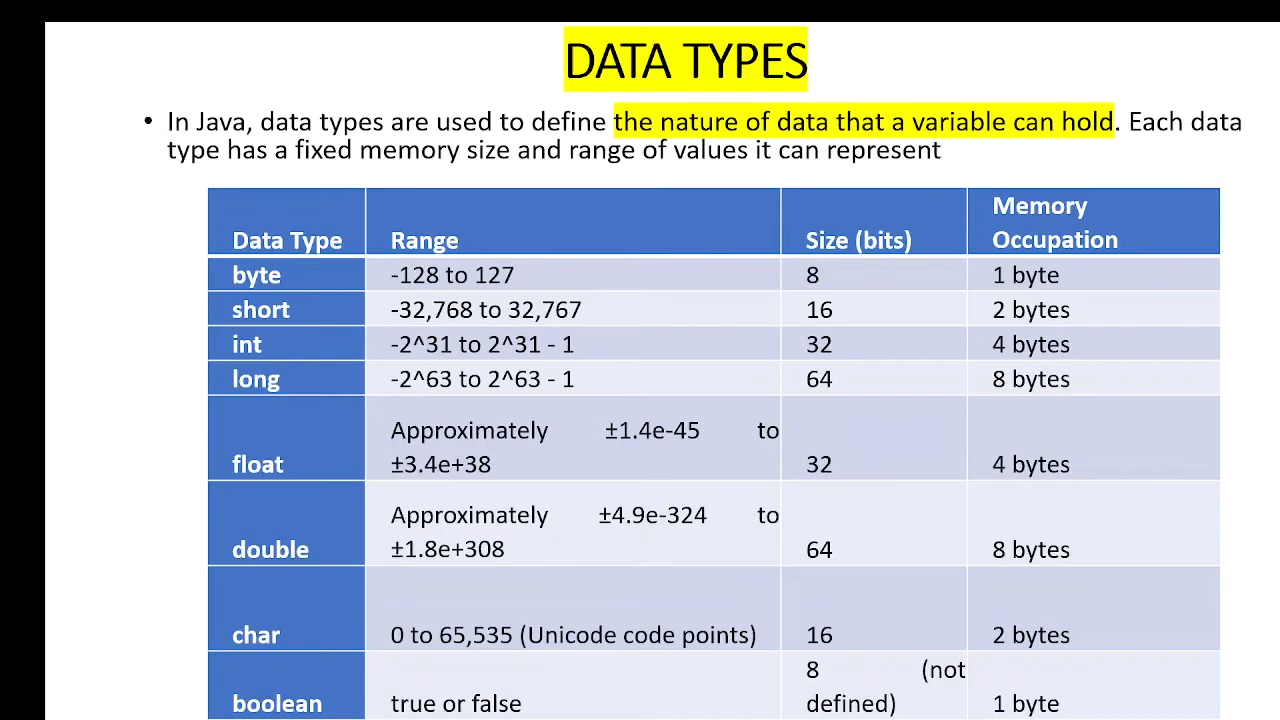 DATA TYPES
• In Java, data types are used to define the nature of data that a variable can hold. Each data
type has a fixed memory size and range of values it can represent
Data Type Range Size (bits) Memory Occupation
byte -128 to 127 8 1 byte
short -32,768 to 32,767 16 2 bytes
int -2^31 to 2^31 - 1 32 4 bytes
long -2^63 to 2^63 - 1 64 8 bytes
float Approximately ±1.4e-45 to ±3.4e+38 32 4 bytes
double Approximately ±4.9e-324 to ±1.8e+308 64 8 bytes
char 0 to 65,535 (Unicode code points) 16 2 bytes
boolean true or false 8 (not defined) 1 byte